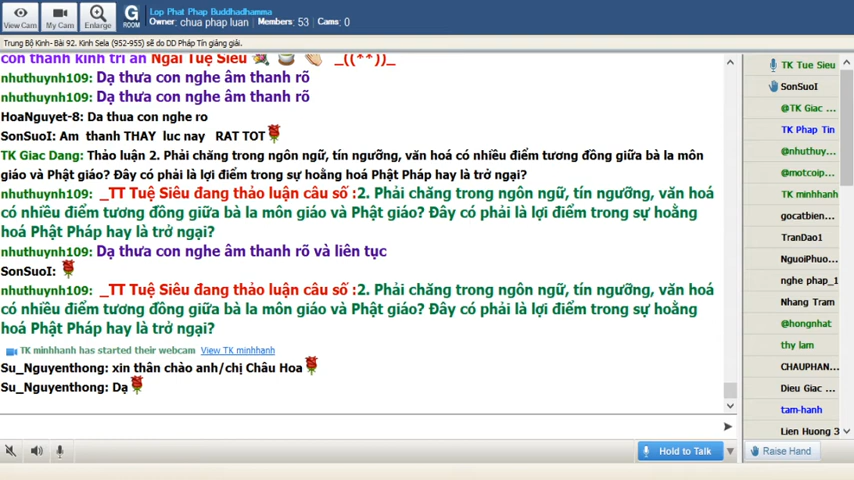 Lop Phat Phap Buddhadhamma
Owner: chua phap luan Members: 53 Cams: 0
View Cam
My Cam
Enlarge
G
ROOM
Trung Bộ Kinh- Bài 92. Kinh Sela (952-955) sẽ do DD Pháp Tín giảng giải.
con thành kính tri ân Ngài Tuệ Siêu _((**))_
nhuthuynh109: Dạ thưa con nghe âm thanh rõ
nhuthuynh109: Dạ thưa con nghe âm thanh rõ
HoaNguyet-8: Da thua con nghe ro
SonSuoI: Am thanh THAY luc nay RAT TOT
TK Giac Dang: Thảo luận 2. Phải chăng trong ngôn ngữ, tín ngưỡng, văn hoá có nhiều điểm tương đồng giữa bà la môn
giáo và Phật giáo? Đây có phải là lợi điểm trong sự hoằng hoá Phật Pháp hay là trở ngại?
nhuthuynh109: _TT Tuệ Siêu đang thảo luận câu số :2. Phải chăng trong ngôn ngữ, tín ngưỡng, văn hoá
có nhiều điểm tương đồng giữa bà la môn giáo và Phật giáo? Đây có phải là lợi điểm trong sự hoằng
hoá Phật Pháp hay là trở ngại?
nhuthuynh109: Dạ thưa con nghe âm thanh rõ và liên tục
SonSuoI:
nhuthuynh109: _TT Tuệ Siêu đang thảo luận câu số :2. Phải chăng trong ngôn ngữ, tín ngưỡng, văn hoá
có nhiều điểm tương đồng giữa bà la môn giáo và Phật giáo? Đây có phải là lợi điểm trong sự hoằng
hoá Phật Pháp hay là trở ngại?
TK minhhanh has started their webcam View TK minhhanh
Su_Nguyenthong: xin thân chào anh/chị Châu Hoa
Su_Nguyenthong: Dạ
Hold to Talk
TK Tue Sieu
SonSuoI
@TK Giac ...
TK Phap Tin
@nhuthuy...
@motcoip...
TK minhhanh
gocatbien...
TranDao1
NguoiPhuo...
nghe phap_1
Nhang Tram
@hongnhat
thy lam
CHAUPHAN...
Dieu Giac ...
tam-hanh
Lien Huong 3
Raise Hand